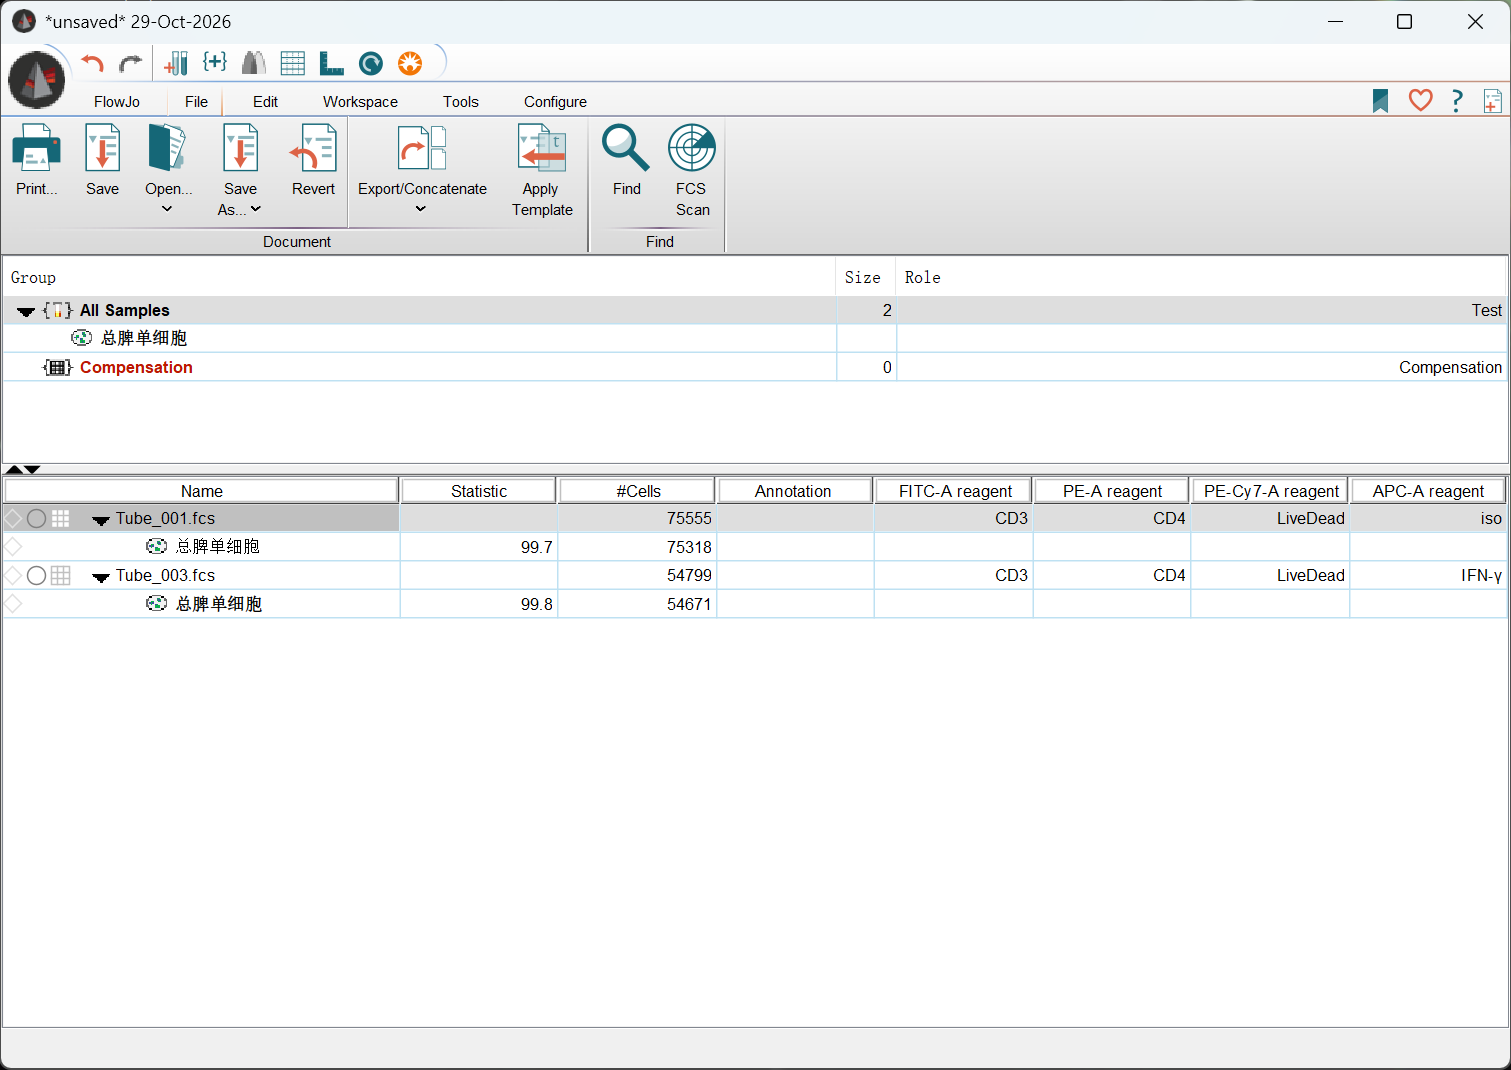 *unsaved* 29-Oct-2026
FlowJo File Edit Workspace Tools Configure
Print... Save Open... Save As... Revert Export/Concatenate Apply Template Find FCS Scan
Document Find
Group Size Role
All Samples 2 Test
总脾单细胞
Compensation 0 Compensation
Name Statistic #Cells Annotation FITC-A reagent PE-A reagent PE-Cy7-A reagent APC-A reagent
Tube_001.fcs 75555 CD3 CD4 LiveDead iso
总脾单细胞 99.7 75318
Tube_003.fcs 54799 CD3 CD4 LiveDead IFN-γ
总脾单细胞 99.8 54671